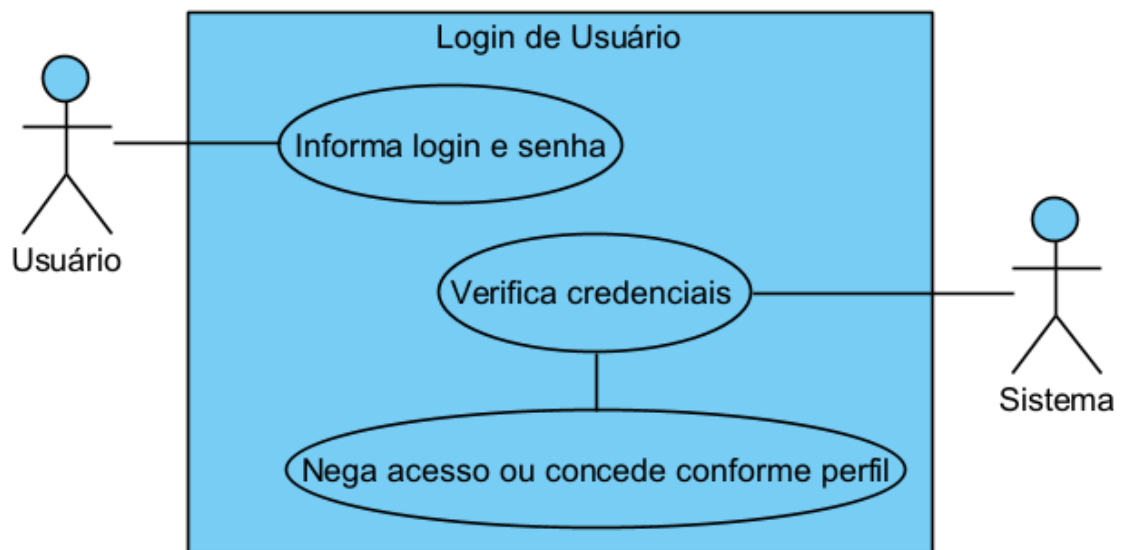 Login de Usuário
Informa login e senha
Usuário
Verifica credenciais
Sistema
Nega acesso ou concede conforme perfil